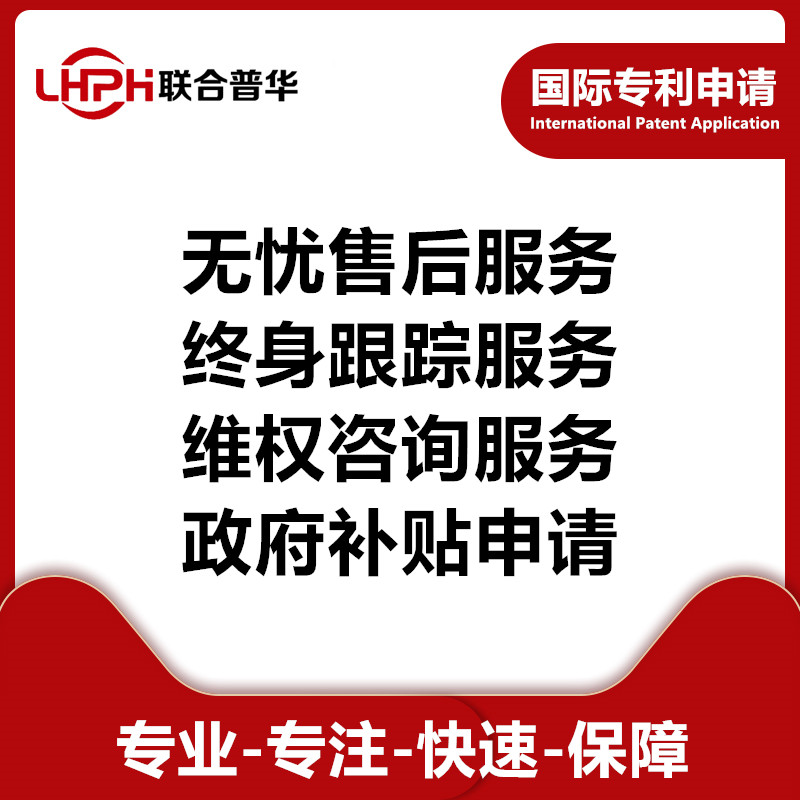 LHPH联合普华
国际专利申请
International Patent Application
无忧售后服务
终身跟踪服务
维权咨询服务
政府补贴申请
专业-专注-快速-保障